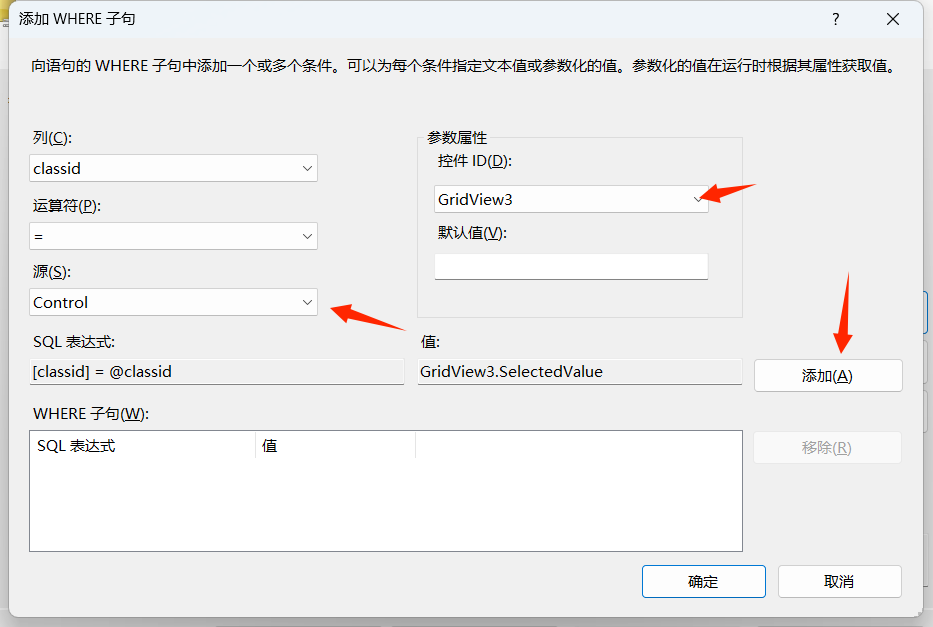 添加 WHERE 子句
?
向语句的 WHERE 子句中添加一个或多个条件。可以为每个条件指定文本值或参数化的值。参数化的值在运行时根据其属性获取值。
列(C):
classid
运算符(P):
=
源(S):
Control
参数属性
控件 ID(D):
GridView3
默认值(V):
SQL 表达式:
[classid] = @classid
值:
GridView3.SelectedValue
添加(A)
WHERE 子句(W):
SQL 表达式 值
移除(R)
确定 取消